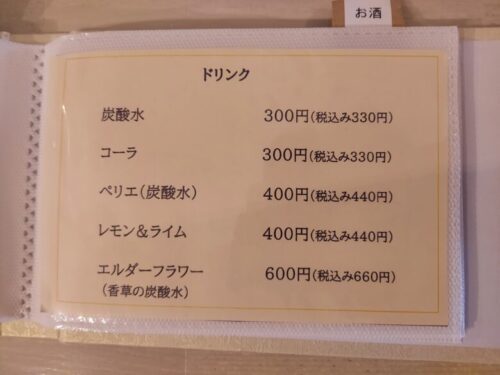 お酒
ドリンク
炭酸水 300円(税込み330円)
コーラ 300円(税込み330円)
ペリエ(炭酸水) 400円(税込み440円)
レモン&ライム 400円(税込み440円)
エルダーフラワー 600円(税込み660円)
(香草の炭酸水)